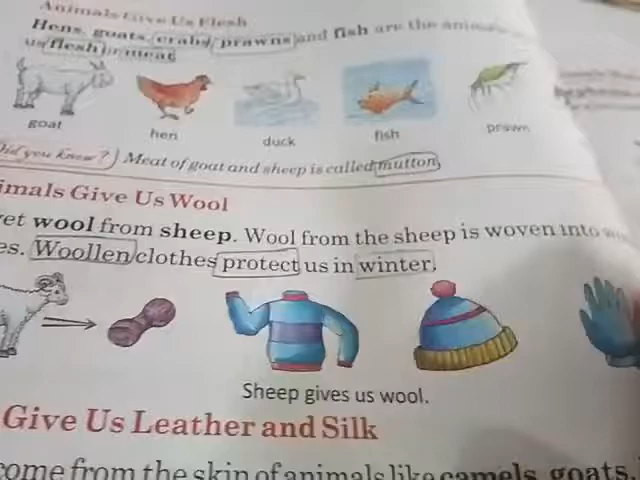 Animals Give Us Flesh
Hens, goats, crabs, prawns and fish are the
us flesh or meat
goat
hen
duck
fish
prawn
Did you know? Meat of goat and sheep is called mutton
imals Give Us Wool
et wool from sheep. Wool from the sheep is woven into
es. Woollen clothes protect us in winter.
Sheep gives us wool.
Give Us Leather and Silk
come from the skin of animals like camels, goats,